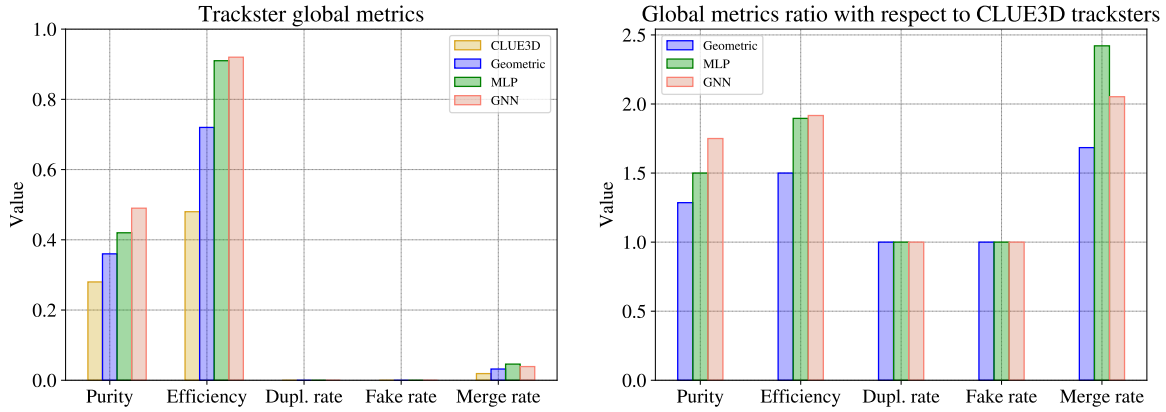 Trackster global metrics
1.0
0.8
0.6
0.4
0.2
0.0
Value
CLUE3D
Geometric
MLP
GNN
Purity
Efficiency
Dupl. rate
Fake rate
Merge rate
Global metrics ratio with respect to CLUE3D tracksters
2.5
2.0
1.5
1.0
0.5
0.0
Value
Geometric
MLP
GNN
Purity
Efficiency
Dupl. rate
Fake rate
Merge rate